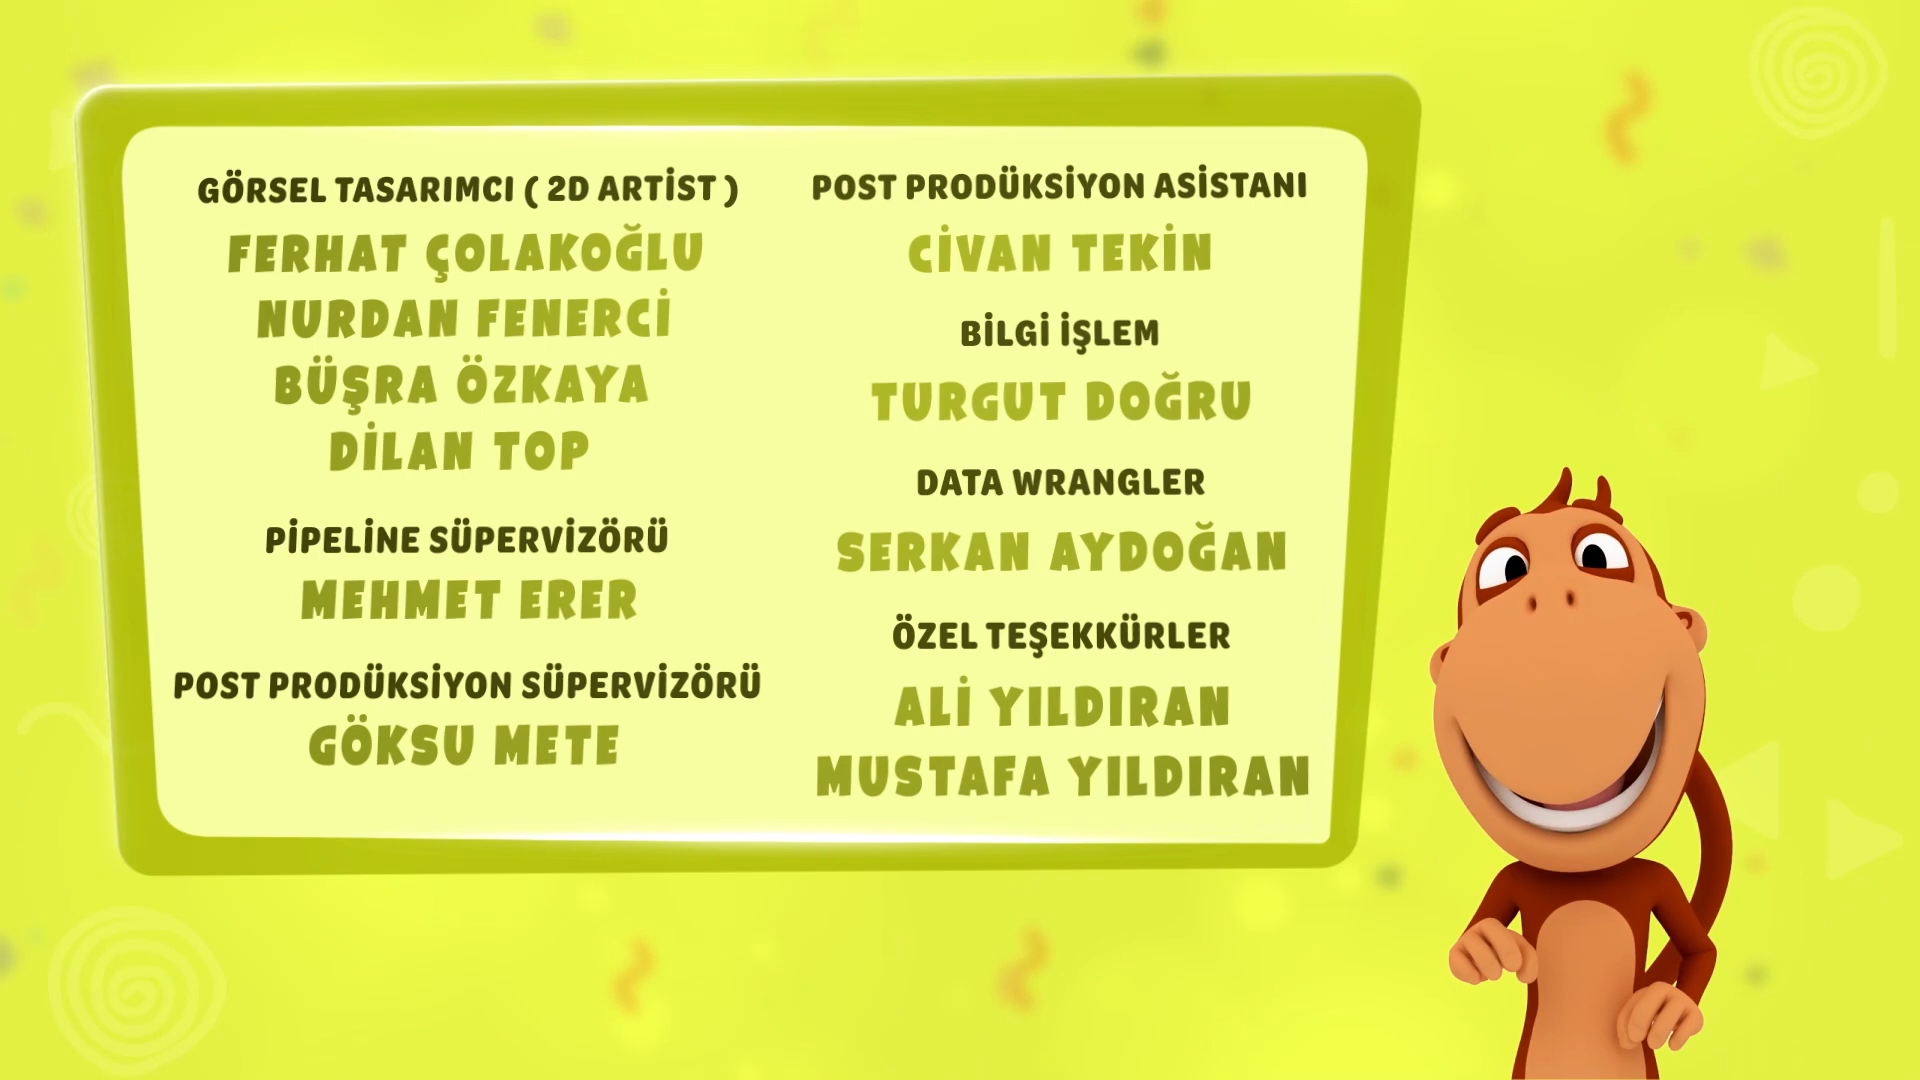 GÖRSEL TASARIMCI ( 2D ARTİST )
FERHAT ÇOLAKOĞLU
NURDAN FENERCİ
BÜŞRA ÖZKAYA
DİLAN TOP
PİPELİNE SÜPERVİZÖRÜ
MEHMET ERER
POST PRODÜKSİYON SÜPERVİZÖRÜ
GÖKSU METE
POST PRODÜKSİYON ASİSTANI
CİVAN TEKİN
BİLGİ İŞLEM
TURGUT DOĞRU
DATA WRANGLER
SERKAN AYDOĞAN
ÖZEL TEŞEKKÜRLER
ALİ YILDIRAN
MUSTAFA YILDIRAN